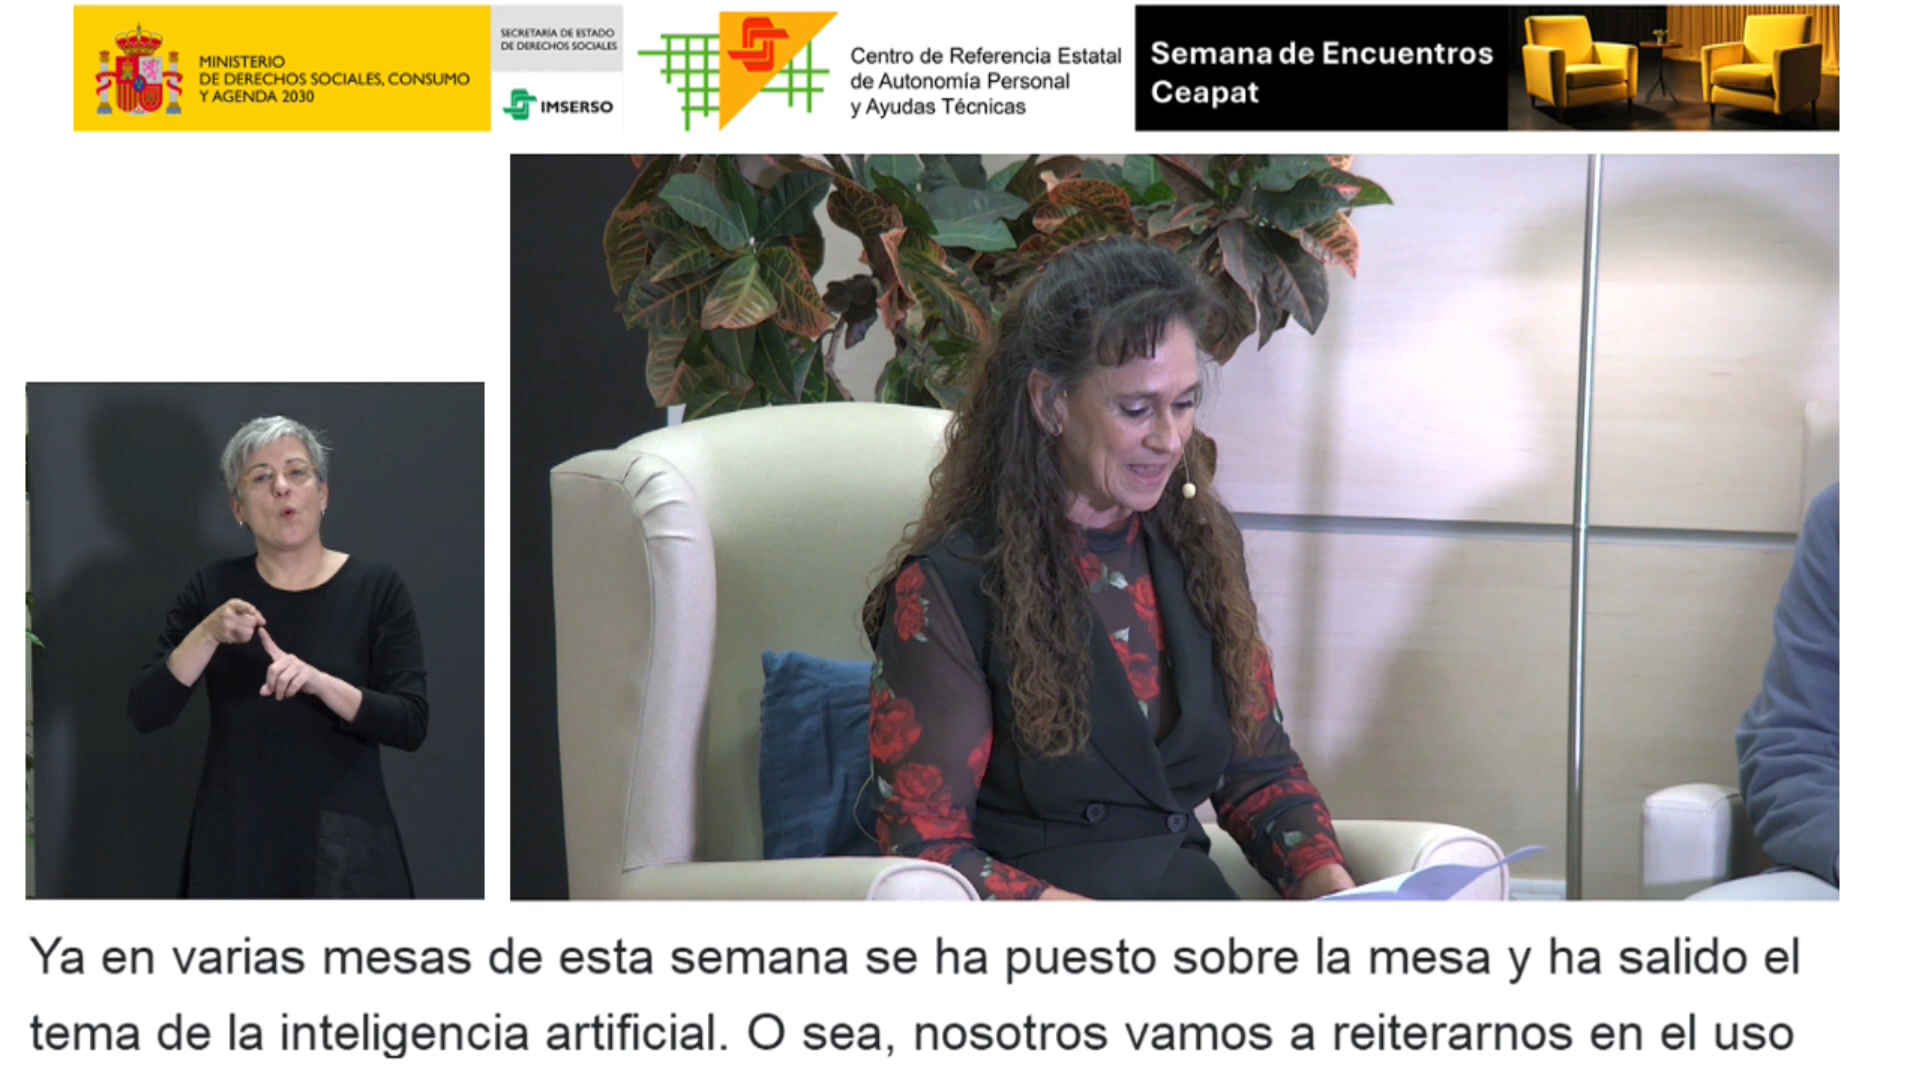 MINISTERIO
DE DERECHOS SOCIALES, CONSUMO
Y AGENDA 2030
SECRETARÍA DE ESTADO
DE DERECHOS SOCIALES
IMSERSO
Centro de Referencia Estatal
de Autonomía Personal
y Ayudas Técnicas
Semana de Encuentros
Ceapat
Ya en varias mesas de esta semana se ha puesto sobre la mesa y ha salido el
tema de la inteligencia artificial. O sea, nosotros vamos a reiterarnos en el uso